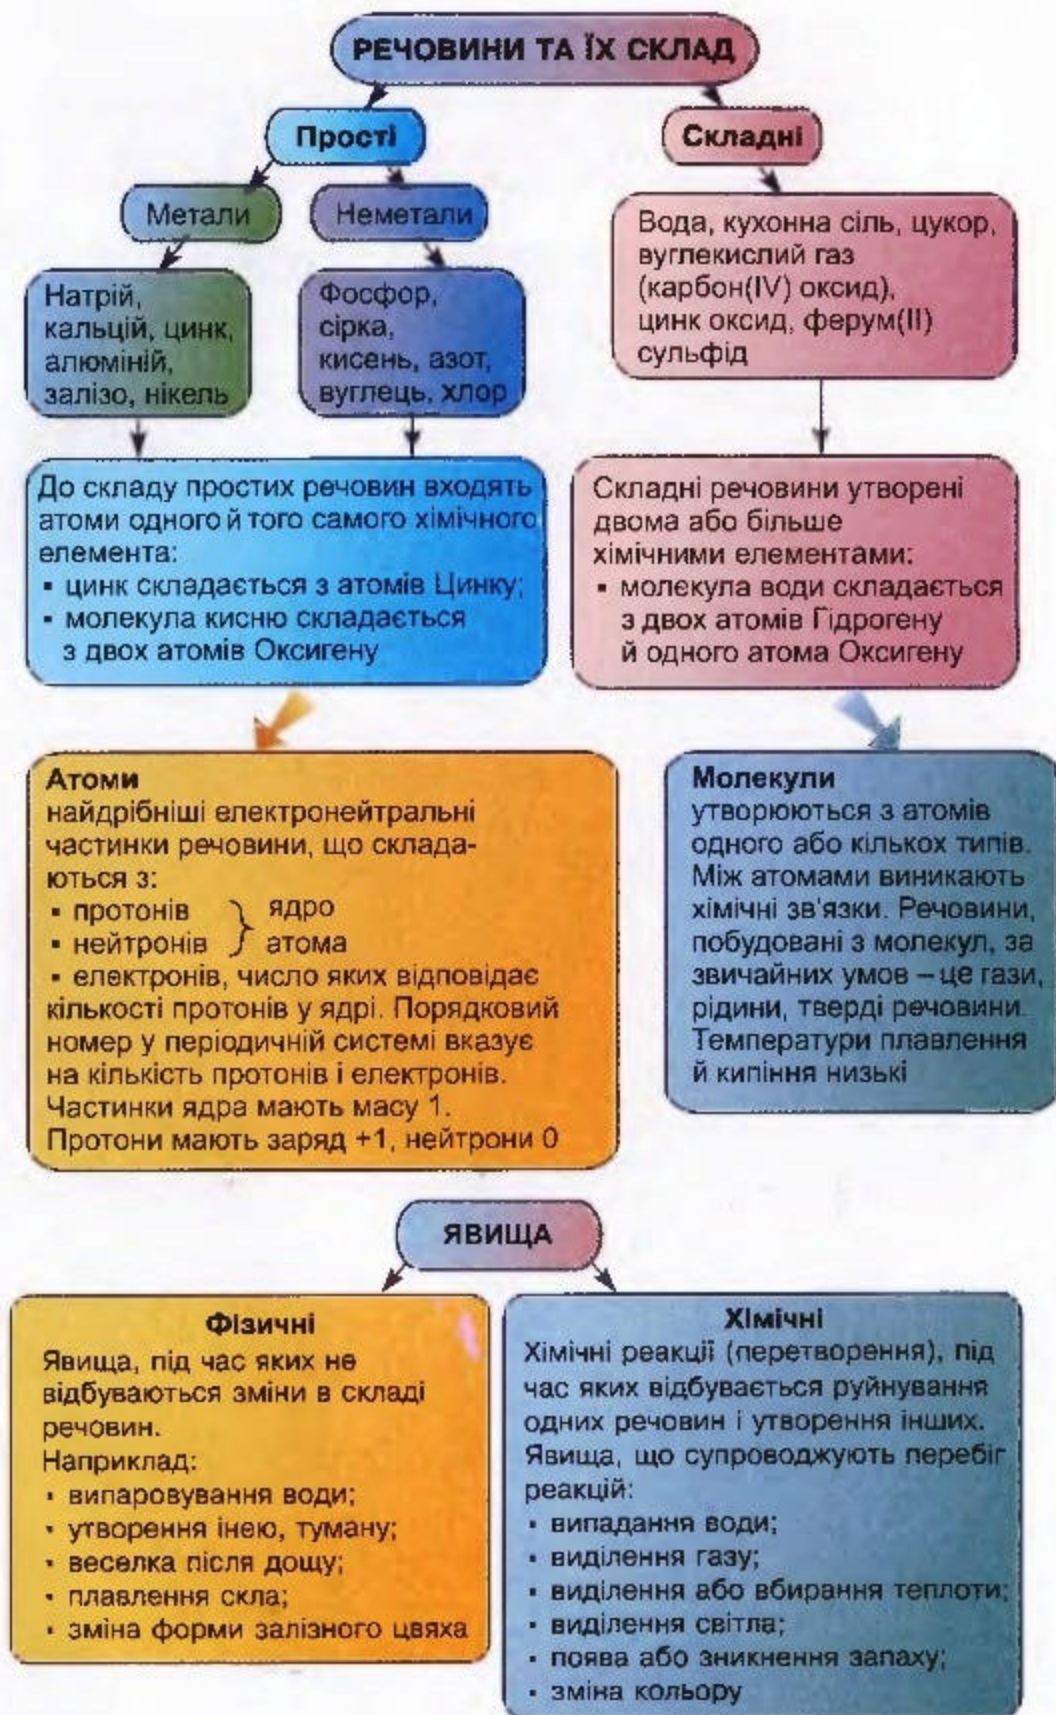 РЕЧОВИНИ ТА ЇХ СКЛАД
Прості
Складні
Метали
Неметали
Натрій,
кальцій, цинк,
алюміній,
залізо, нікель
Фосфор,
сірка,
кисень, азот,
вуглець, хлор
Вода, кухонна сіль, цукор,
вуглекислий газ
(карбон(IV) оксид),
цинк оксид, ферум(II)
сульфід
До складу простих речовин входять
атоми одного й того самого хімічного
елемента:
▪ цинк складається з атомів Цинку;
▪ молекула кисню складається
з двох атомів Оксигену
Складні речовини утворені
двома або більше
хімічними елементами:
▪ молекула води складається
з двох атомів Гідрогену
й одного атома Оксигену
Атоми
найдрібніші електронейтральні
частинки речовини, що склада-
ються з:
▪ протонів } ядро
▪ нейтронів } атома
▪ електронів, число яких відповідає
кількості протонів у ядрі. Порядковий
номер у періодичній системі вказує
на кількість протонів і електронів.
Частинки ядра мають масу 1.
Протони мають заряд +1, нейтрони 0
Молекули
утворюються з атомів
одного або кількох типів.
Між атомами виникають
хімічні зв'язки. Речовини,
побудовані з молекул, за
звичайних умов – це гази,
рідини, тверді речовини.
Температури плавлення
й кипіння низькі
ЯВИЩА
Фізичні
Явища, під час яких не
відбуваються зміни в складі
речовин.
Наприклад:
▪ випаровування води;
▪ утворення інею, туману;
▪ веселка після дощу;
▪ плавлення скла;
▪ зміна форми залізного цвяха
Хімічні
Хімічні реакції (перетворення), під
час яких відбувається руйнування
одних речовин і утворення інших.
Явища, що супроводжують перебіг
реакцій:
▪ випадання води;
▪ виділення газу;
▪ виділення або вбирання теплоти;
▪ виділення світла;
▪ поява або зникнення запаху;
▪ зміна кольору